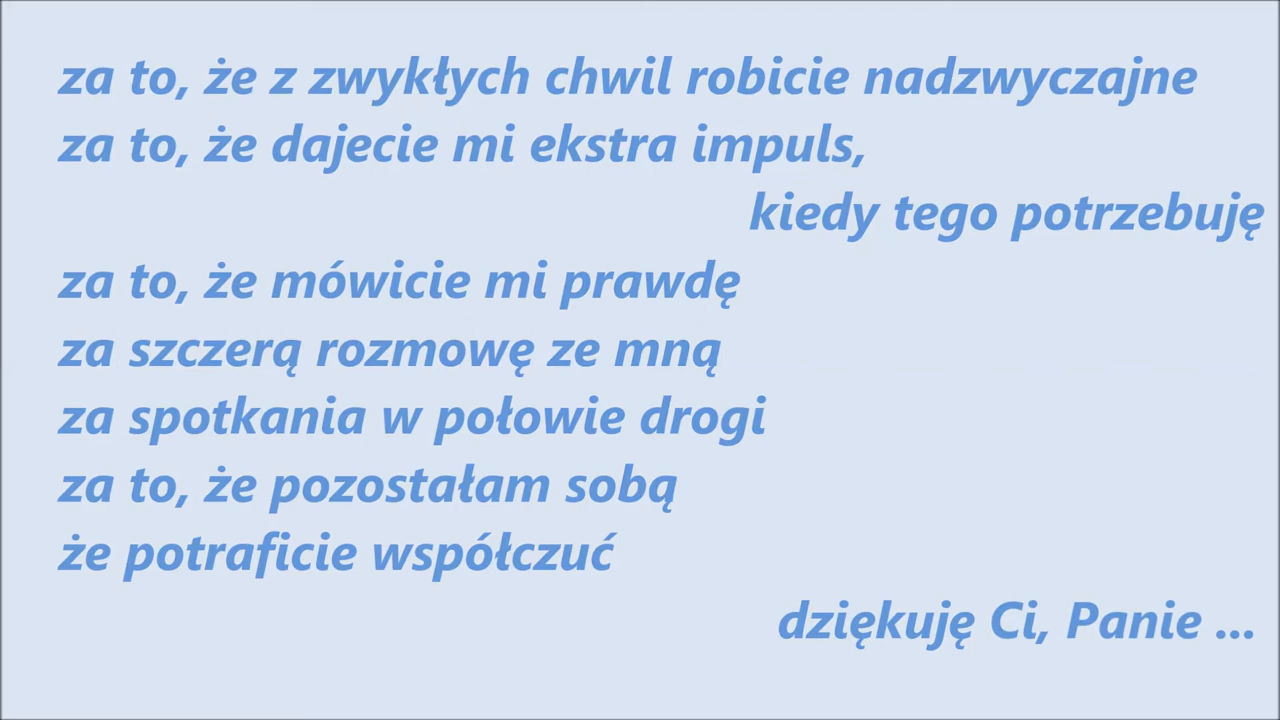 za to, że z zwykłych chwil robicie nadzwyczajne
za to, że dajecie mi ekstra impuls,
kiedy tego potrzebuję
za to, że mówicie mi prawdę
za szczerą rozmowę ze mną
za spotkania w połowie drogi
za to, że pozostałam sobą
że potraficie współczuć
dziękuję Ci, Panie ...